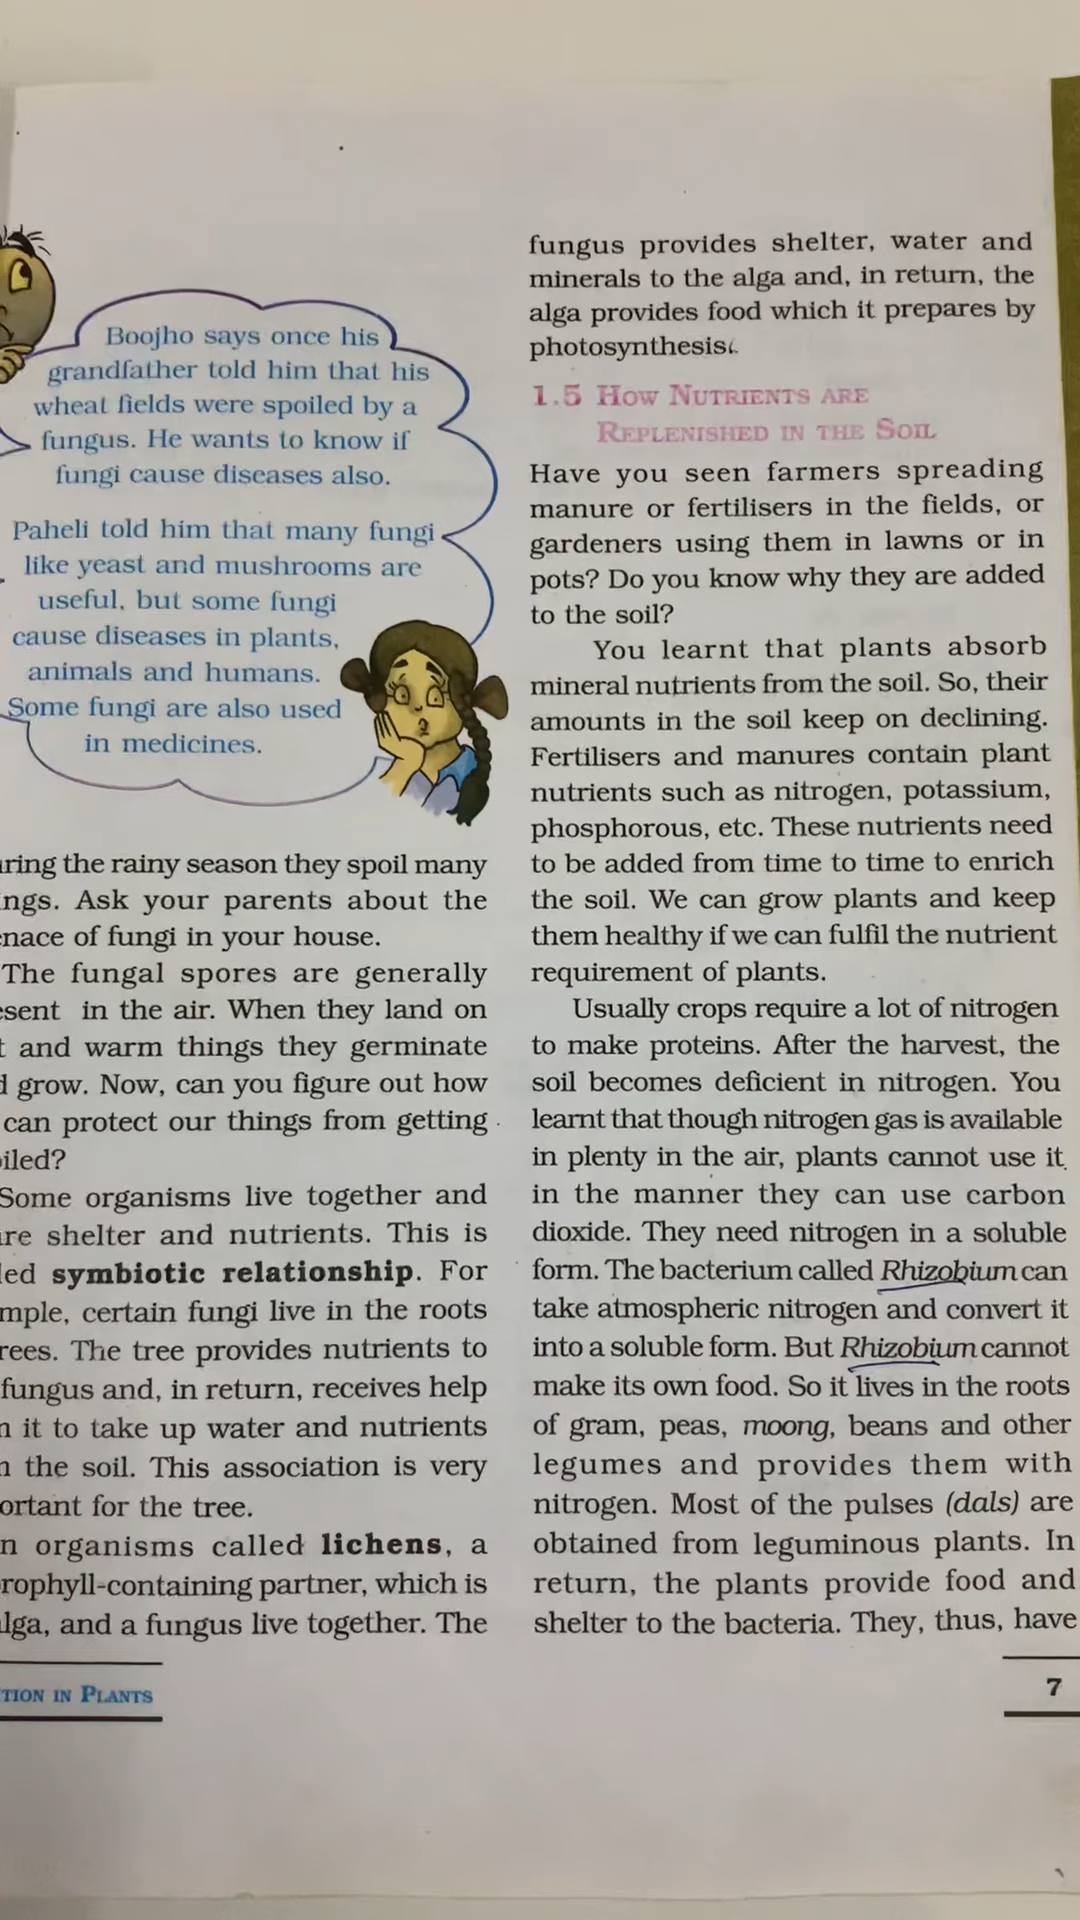 Boojho says once his
grandfather told him that his
wheat fields were spoiled by a
fungus. He wants to know if
fungi cause diseases also.
Paheli told him that many fungi
like yeast and mushrooms are
useful, but some fungi
cause diseases in plants,
animals and humans.
Some fungi are also used
in medicines.
the rainy season they spoil many
Ask your parents about the
of fungi in your house.
The fungal spores are generally
in the air. When they land on
and warm things they germinate
grow. Now, can you figure out how
can protect our things from getting
Some organisms live together and
shelter and nutrients. This is
symbiotic relationship. For
certain fungi live in the roots
The tree provides nutrients to
fungus and, in return, receives help
it to take up water and nutrients
the soil. This association is very
for the tree.
organisms called lichens, a
partner, which is
and a fungus live together. The
fungus provides shelter, water and
minerals to the alga and, in return, the
alga provides food which it prepares by
photosynthesis.
1.5 HOW NUTRIENTS ARE
REPLENISHED IN THE SOIL
Have you seen farmers spreading
manure or fertilisers in the fields, or
gardeners using them in lawns or in
pots? Do you know why they are added
to the soil?
You learnt that plants absorb
mineral nutrients from the soil. So, their
amounts in the soil keep on declining.
Fertilisers and manures contain plant
nutrients such as nitrogen, potassium,
phosphorous, etc. These nutrients need
to be added from time to time to enrich
the soil. We can grow plants and keep
them healthy if we can fulfil the nutrient
requirement of plants.
Usually crops require a lot of nitrogen
to make proteins. After the harvest, the
soil becomes deficient in nitrogen. You
learnt that though nitrogen gas is available
in plenty in the air, plants cannot use it
in the manner they can use carbon
dioxide. They need nitrogen in a soluble
form. The bacterium called Rhizobium can
take atmospheric nitrogen and convert it
into a soluble form. But Rhizobium cannot
make its own food. So it lives in the roots
of gram, peas, moong, beans and other
legumes and provides them with
nitrogen. Most of the pulses (dals) are
obtained from leguminous plants. In
return, the plants provide food and
shelter to the bacteria. They, thus, have
IN PLANTS
7